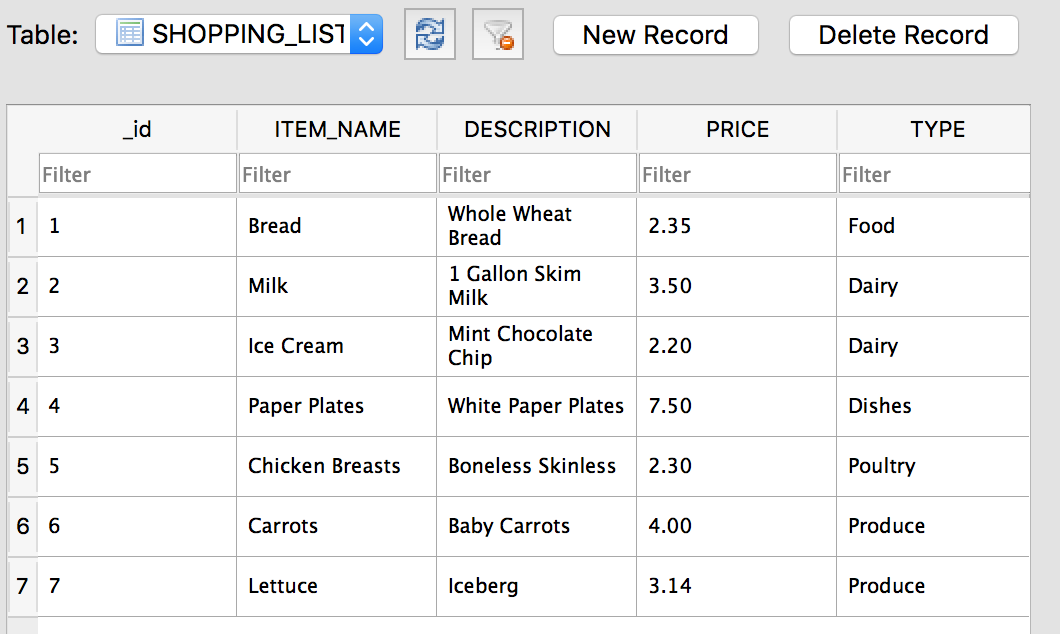 Table: SHOPPING_LIST New Record Delete Record
_id ITEM_NAME DESCRIPTION PRICE TYPE
Filter Filter Filter Filter Filter
1 1 Bread Whole Wheat Bread 2.35 Food
2 2 Milk 1 Gallon Skim Milk 3.50 Dairy
3 3 Ice Cream Mint Chocolate Chip 2.20 Dairy
4 4 Paper Plates White Paper Plates 7.50 Dishes
5 5 Chicken Breasts Boneless Skinless 2.30 Poultry
6 6 Carrots Baby Carrots 4.00 Produce
7 7 Lettuce Iceberg 3.14 Produce